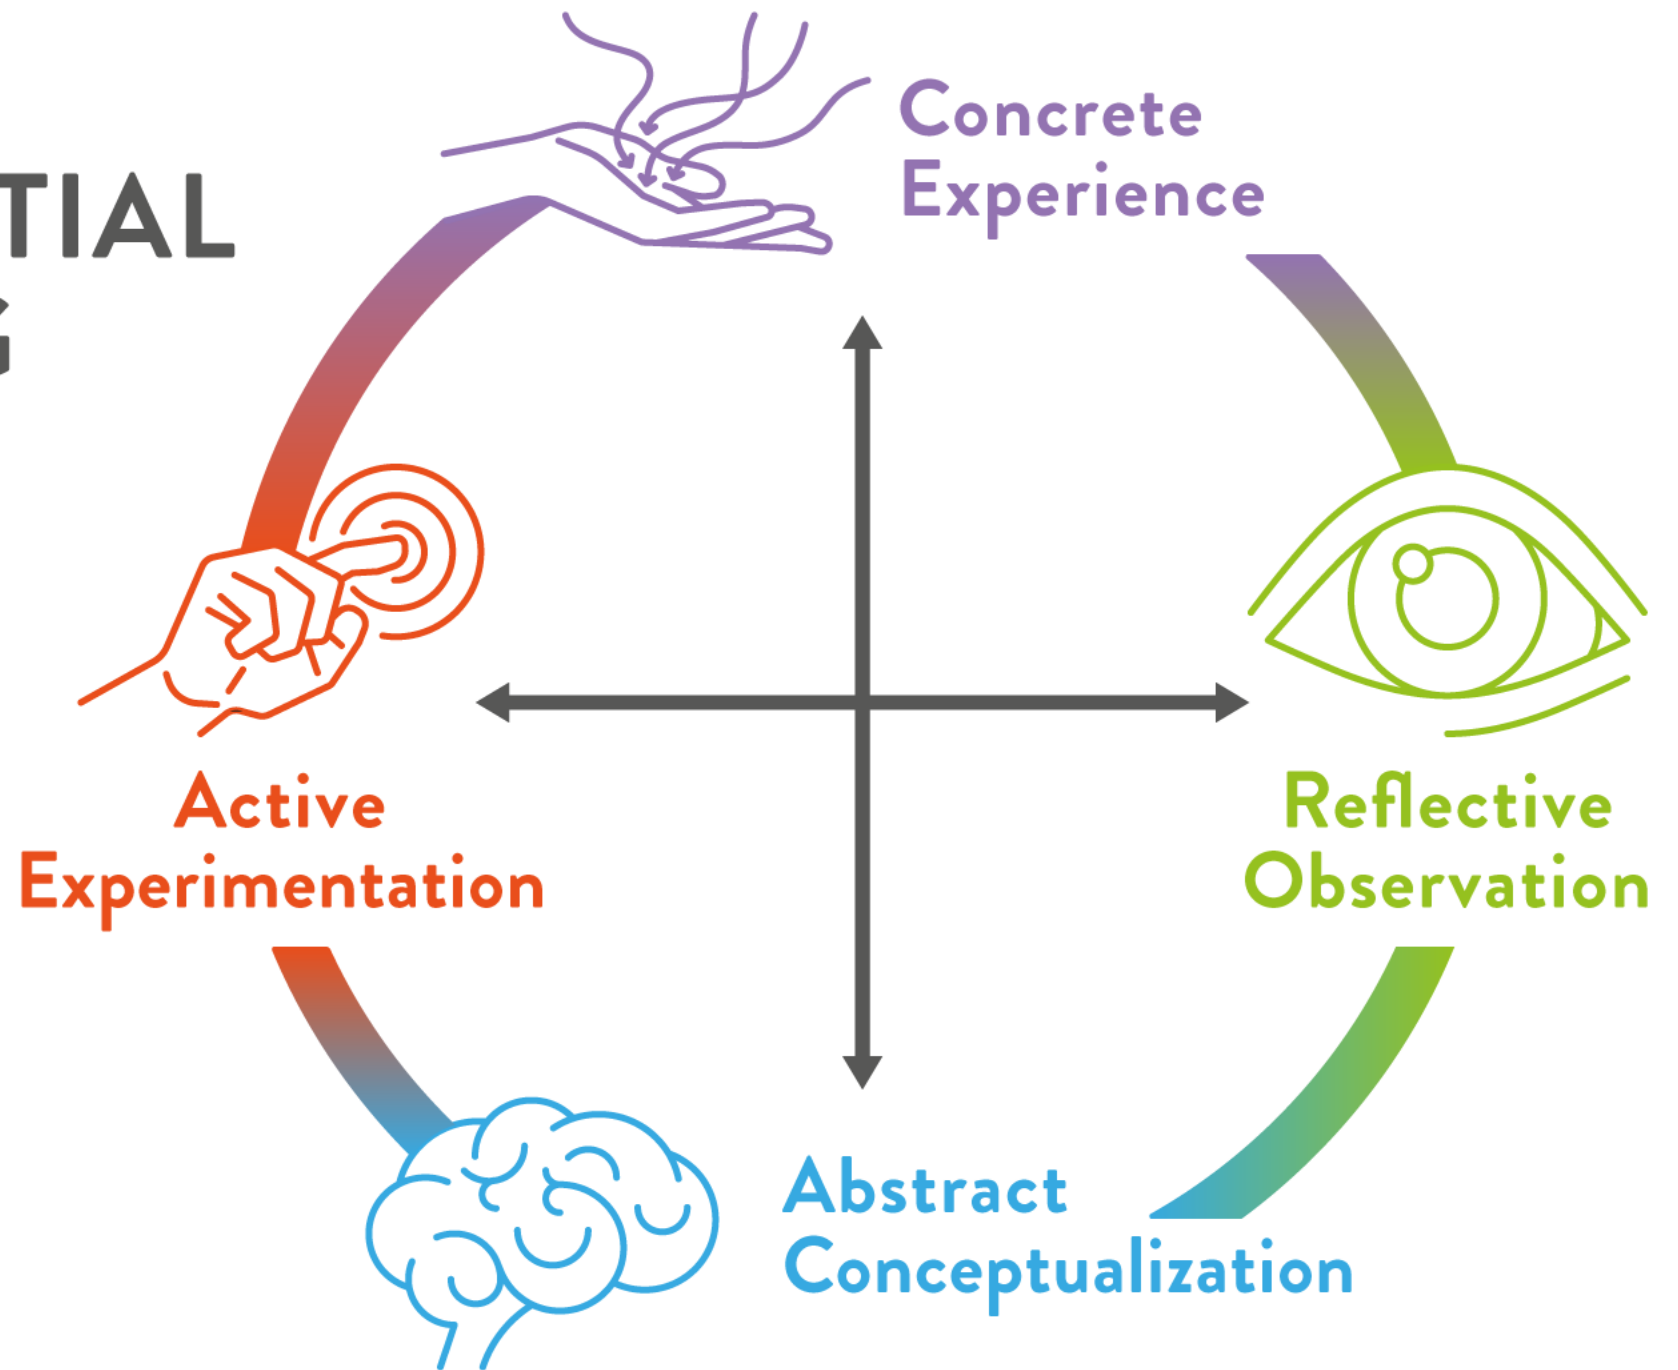 TIAL
G
Concrete
Experience
Active
Experimentation
Reflective
Observation
Abstract
Conceptualization